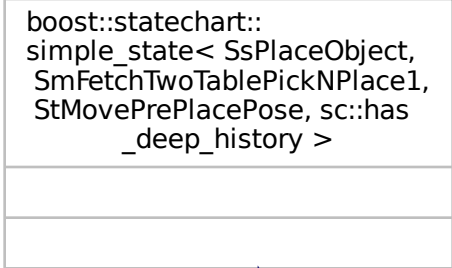 boost::statechart::
simple_state< SsPlaceObject,
SmFetchTwoTablePickNPlace1,
StMovePrePlacePose, sc::has
_deep_history >